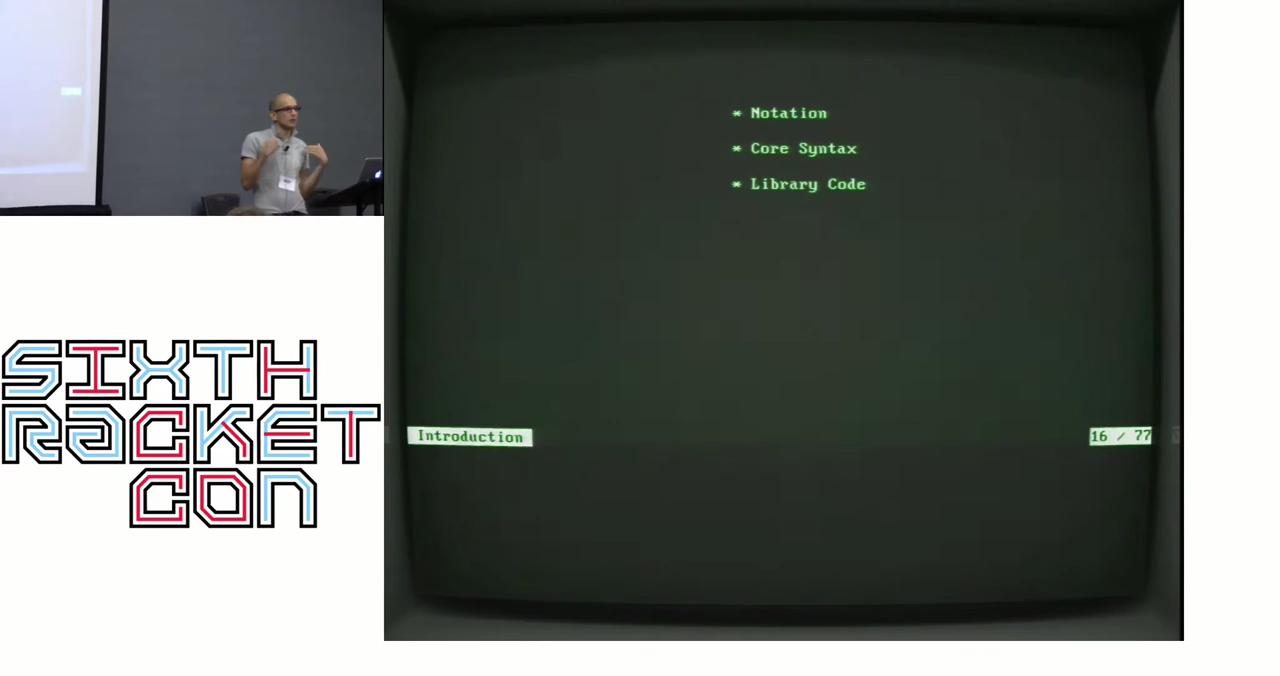 * Notation
* Core Syntax
* Library Code
SIXTH
RACKET
CON
Introduction
16 / 77